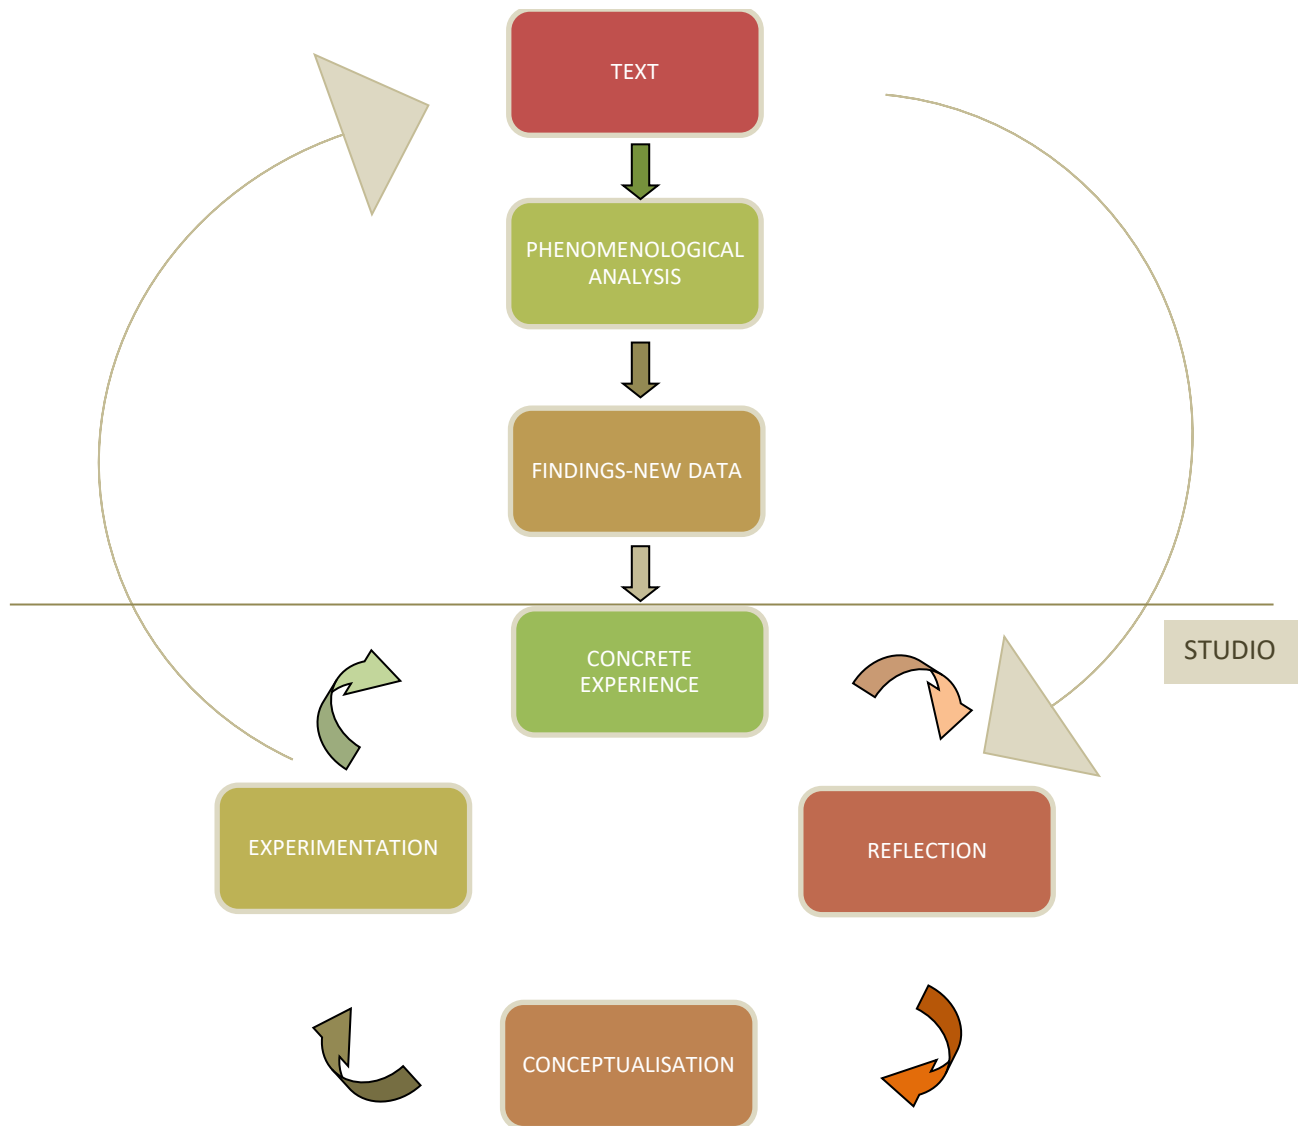 TEXT
PHENOMENOLOGICAL
ANALYSIS
FINDINGS-NEW DATA
CONCRETE
EXPERIENCE
STUDIO
EXPERIMENTATION
REFLECTION
CONCEPTUALISATION